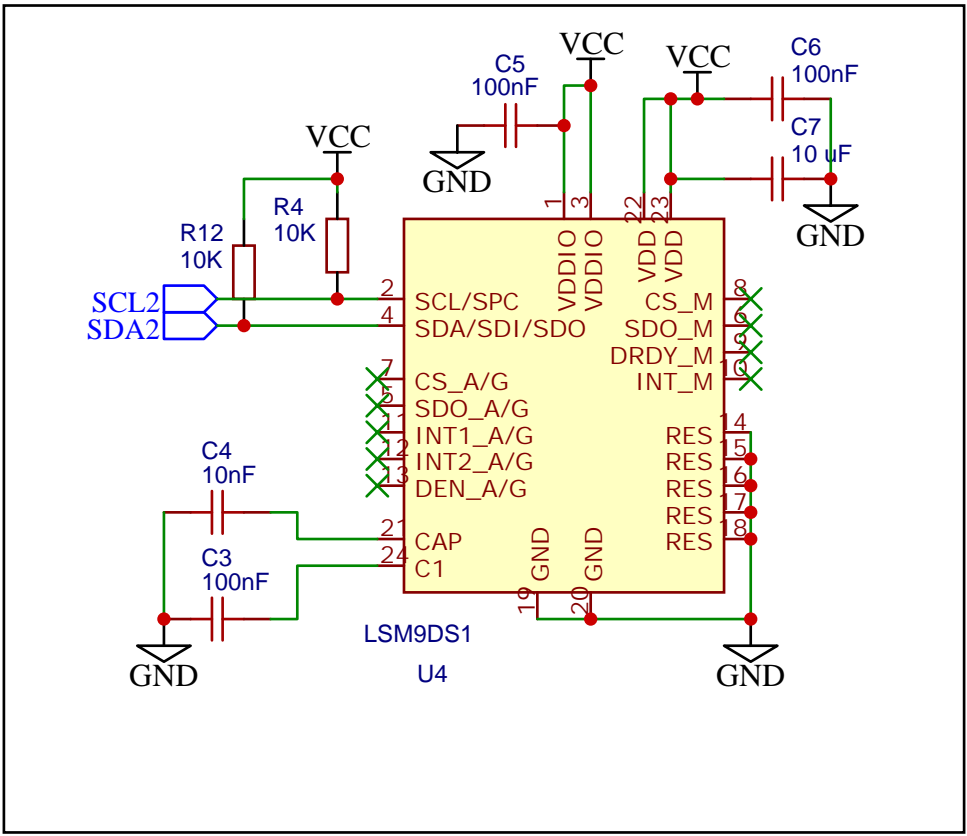 VCC
C5
100nF
GND
VCC
C6
100nF
C7
10 uF
GND
VCC
R4
10K
R12
10K
SCL2
SDA2
1
3
22
23
VDDIO
VDDIO
VDD
VDD
2
SCL/SPC
4
SDA/SDI/SDO
7
CS_A/G
5
SDO_A/G
11
INT1_A/G
12
INT2_A/G
13
DEN_A/G
21
CAP
24
C1
CS_M
8
SDO_M
6
DRDY_M
9
INT_M
10
RES
14
RES
15
RES
16
RES
17
RES
18
GND
GND
19
20
C4
10nF
C3
100nF
GND
LSM9DS1
U4
GND